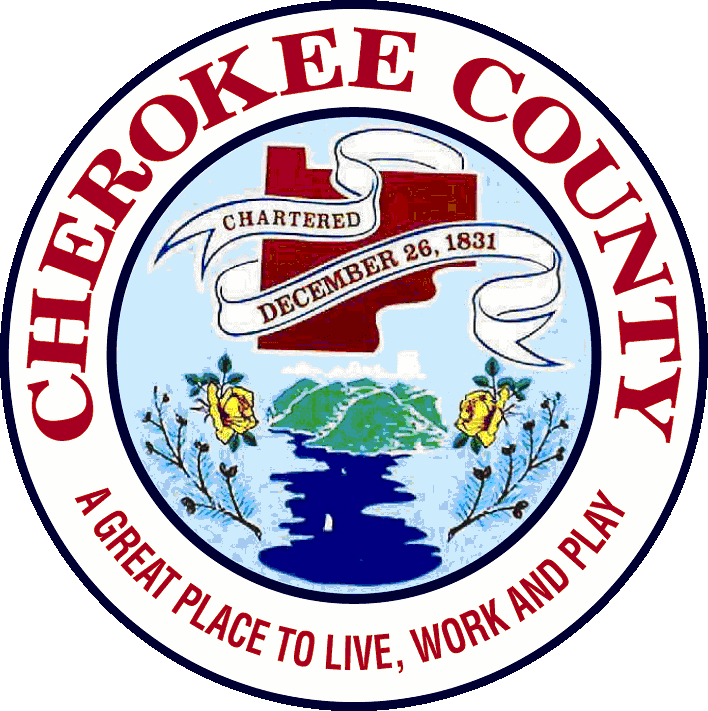 CHEROKEE COUNTY
CHARTERED
DECEMBER 26, 1831
A GREAT PLACE TO LIVE, WORK AND PLAY